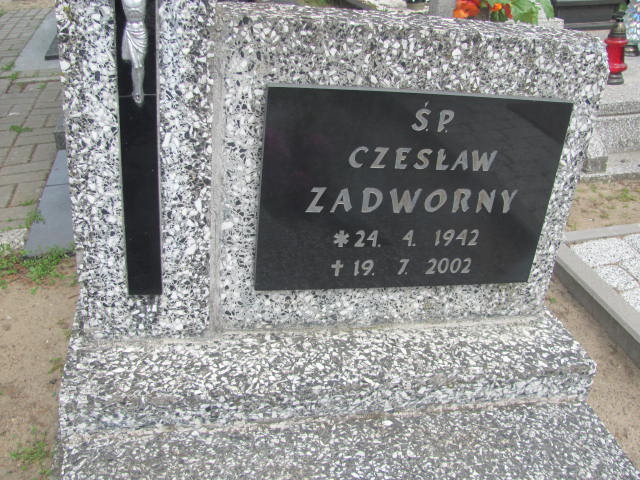 Ś.P.
CZESŁAW
ZADWORNY
* 24. 4. 1942
✝ 19. 7. 2002